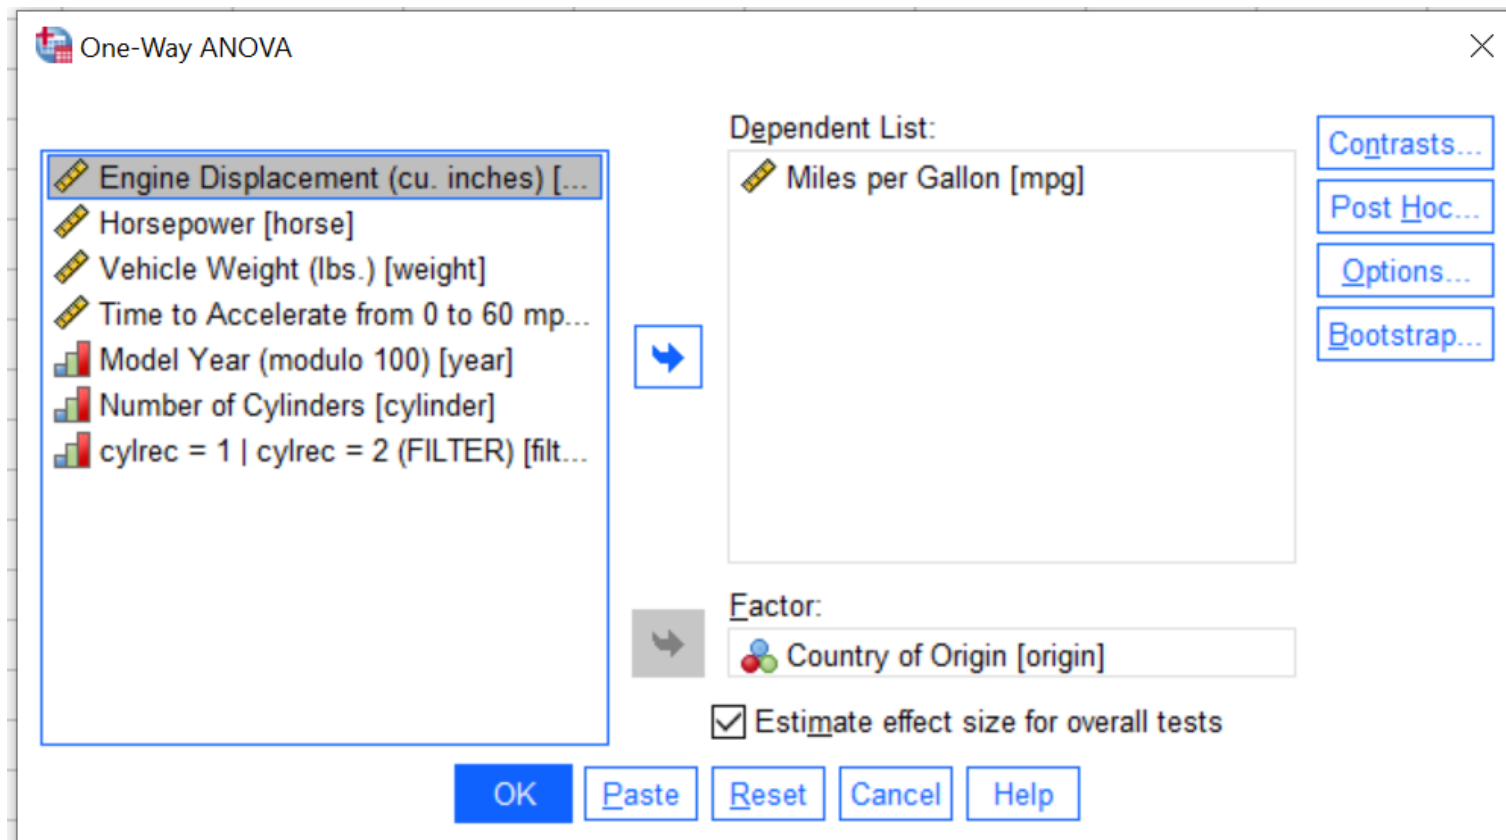 One-Way ANOVA
Engine Displacement (cu. inches) [...
Horsepower [horse]
Vehicle Weight (lbs.) [weight]
Time to Accelerate from 0 to 60 mp...
Model Year (modulo 100) [year]
Number of Cylinders [cylinder]
cylrec = 1 | cylrec = 2 (FILTER) [filt...
Dependent List:
Miles per Gallon [mpg]
Factor:
Country of Origin [origin]
Estimate effect size for overall tests
Contrasts...
Post Hoc...
Options...
Bootstrap...
OK Paste Reset Cancel Help